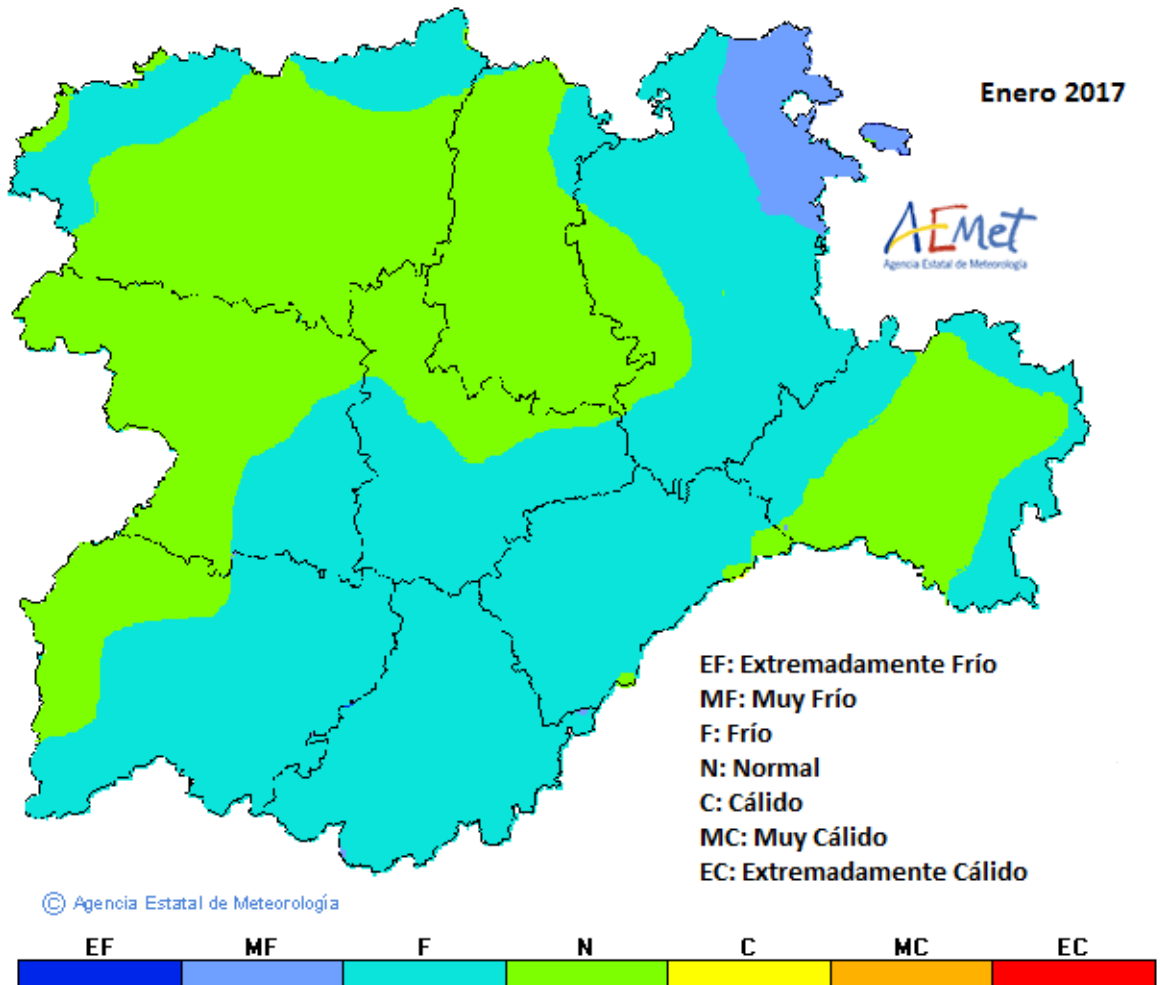 Enero 2017
AEMet
Agencia Estatal de Meteorología
EF: Extremadamente Frío
MF: Muy Frío
F: Frío
N: Normal
C: Cálido
MC: Muy Cálido
EC: Extremadamente Cálido
© Agencia Estatal de Meteorología
EF MF F N C MC EC